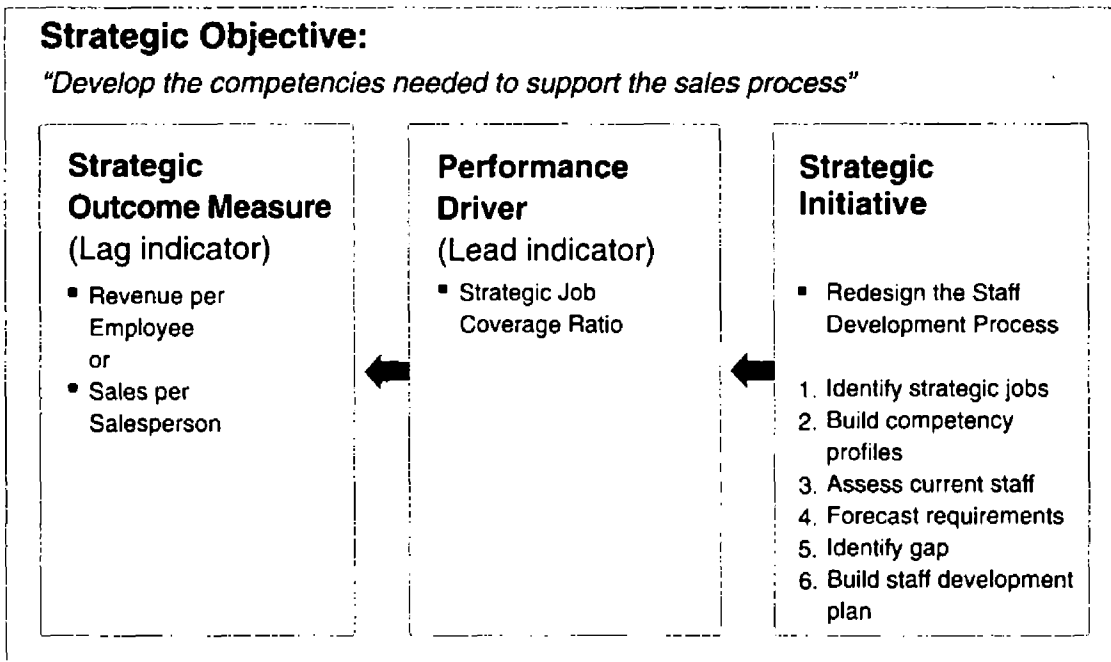 Strategic Objective:
"Develop the competencies needed to support the sales process"
Strategic
Outcome Measure
(Lag indicator)
▪ Revenue per
Employee
or
▪ Sales per
Salesperson
Performance
Driver
(Lead indicator)
▪ Strategic Job
Coverage Ratio
Strategic
Initiative
▪ Redesign the Staff
Development Process
1. Identify strategic jobs
2. Build competency
profiles
3. Assess current staff
4. Forecast requirements
5. Identify gap
6. Build staff development
plan